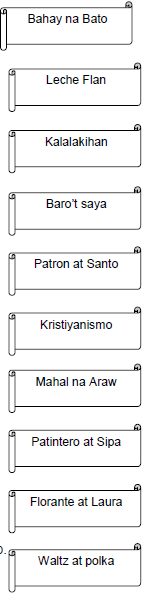 Bahay na Bato
Leche Flan
Kalalakihan
Baro't saya
Patron at Santo
Kristiyanismo
Mahal na Araw
Patintero at Sipa
Florante at Laura
Waltz at polka